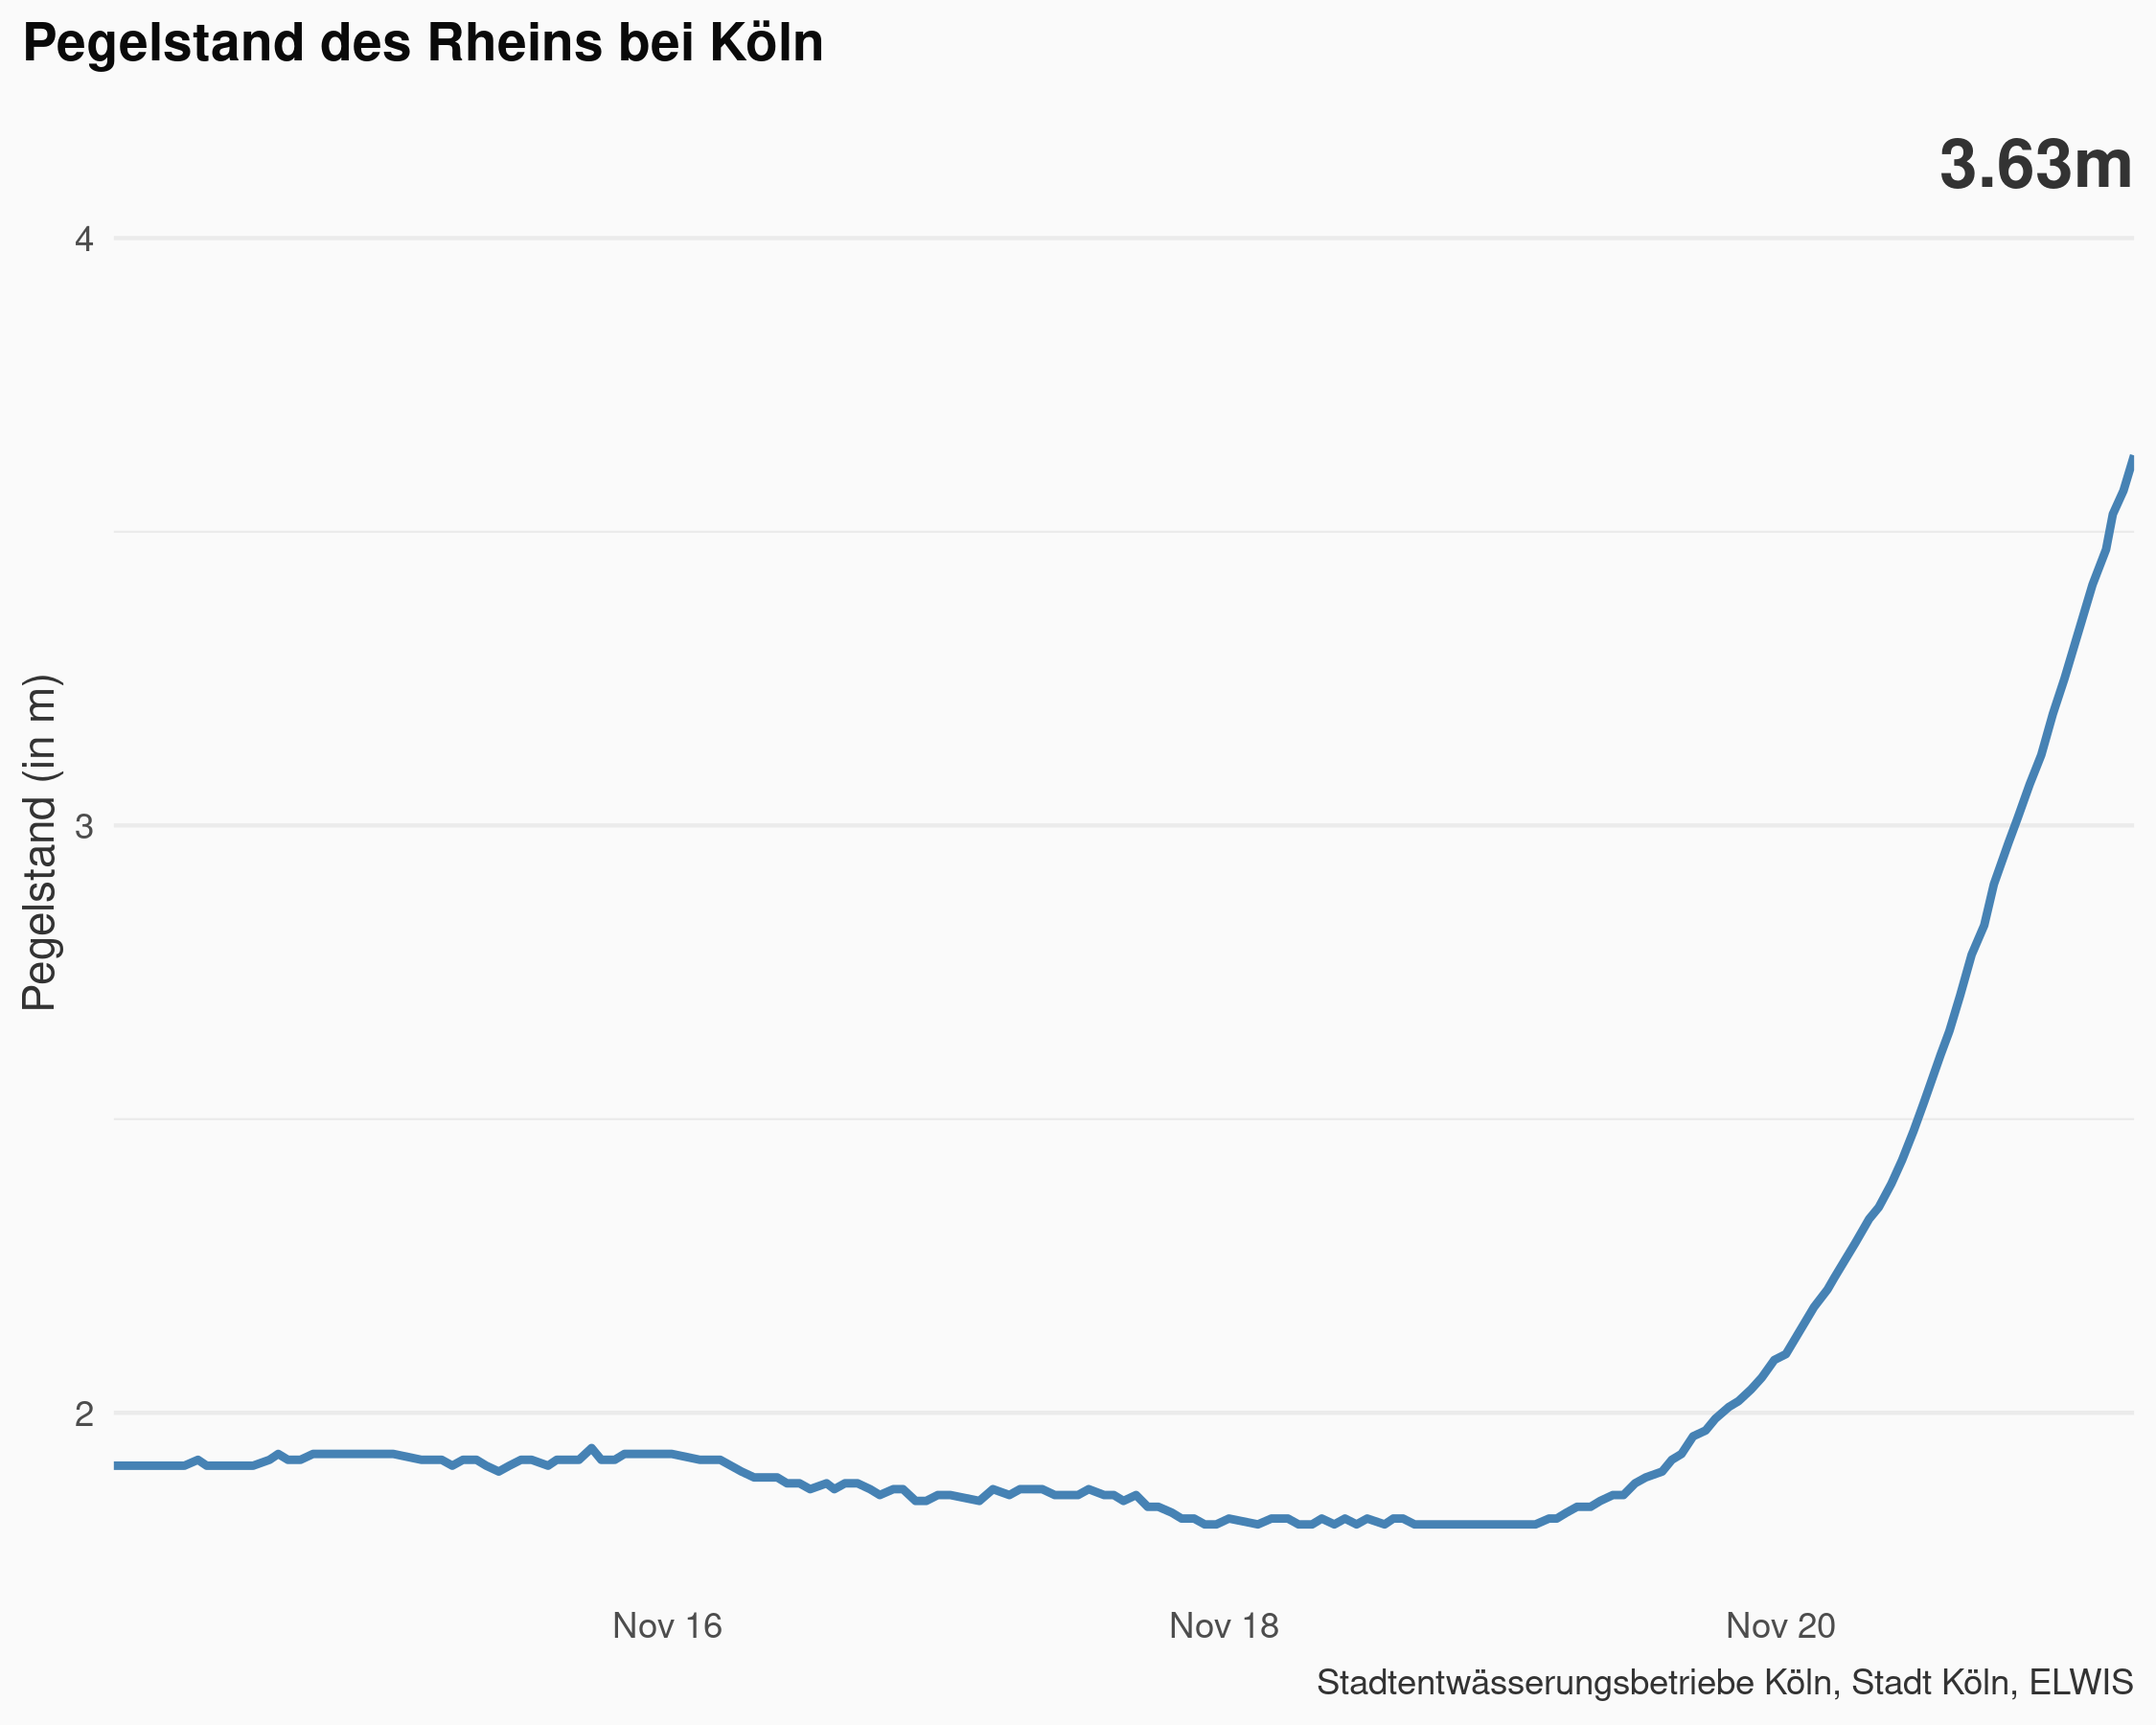 Pegelstand des Rheins bei Köln
3.63m
4
3
2
Pegelstand (in m)
Nov 16
Nov 18
Nov 20
Stadtentwässerungsbetriebe Köln, Stadt Köln, ELWIS